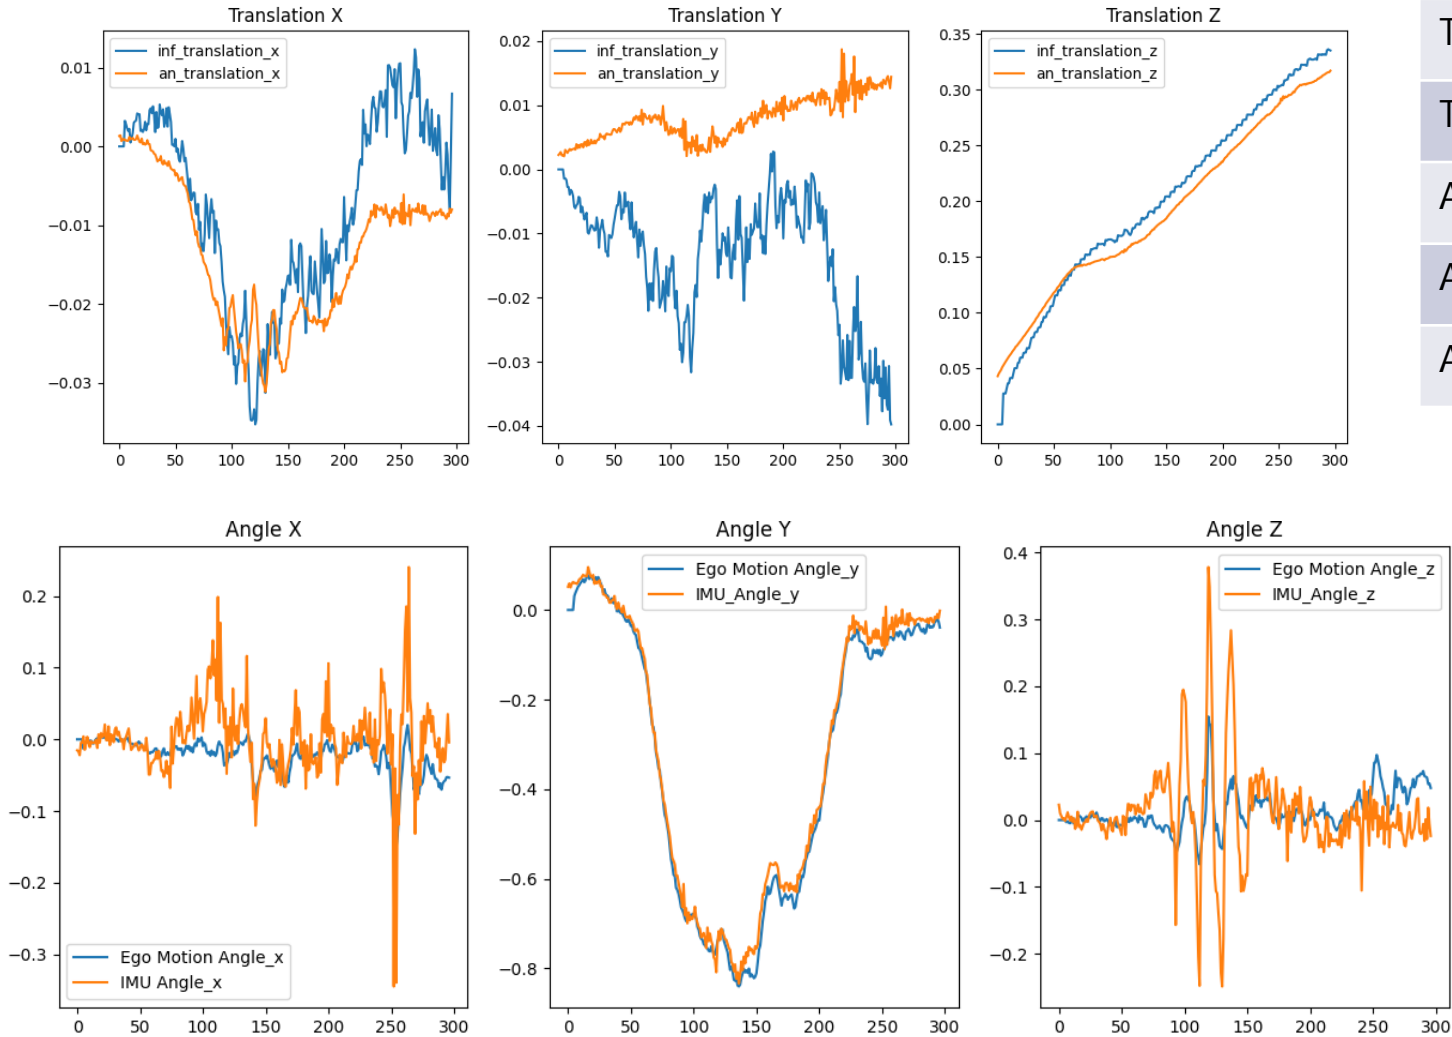 Translation X
inf_translation_x
an_translation_x
0.01
0.00
−0.01
−0.02
−0.03
0 50 100 150 200 250 300
Translation Y
inf_translation_y
an_translation_y
0.02
0.01
0.00
−0.01
−0.02
−0.03
−0.04
0 50 100 150 200 250 300
Translation Z
inf_translation_z
an_translation_z
0.35
0.30
0.25
0.20
0.15
0.10
0.05
0.00
0 50 100 150 200 250 300
T
T
A
A
A
Angle X
0.2
0.1
0.0
−0.1
−0.2
−0.3
Ego Motion Angle_x
IMU Angle_x
0 50 100 150 200 250 300
Angle Y
Ego Motion Angle_y
IMU_Angle_y
0.0
−0.2
−0.4
−0.6
−0.8
0 50 100 150 200 250 300
Angle Z
Ego Motion Angle_z
IMU_Angle_z
0.4
0.3
0.2
0.1
0.0
−0.1
−0.2
0 50 100 150 200 250 300